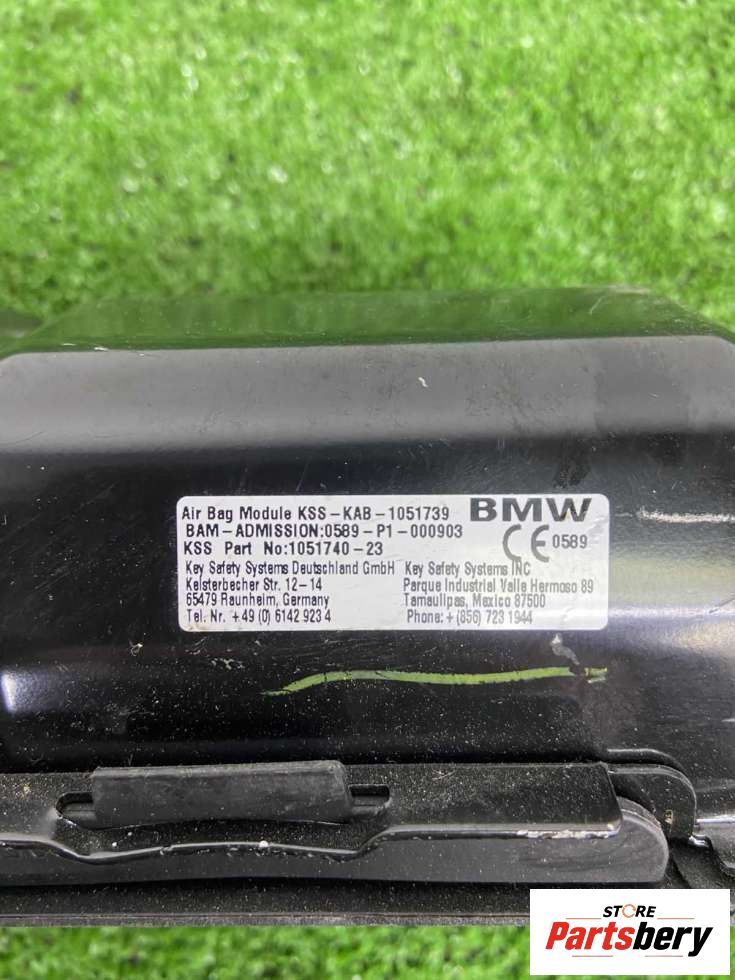 Air Bag Module KSS-KAB-1051739 BMW
BAM-ADMISSION:0589-P1-000903
KSS Part No:1051740-23 CE 0589
Key Safety Systems Deutschland GmbH Key Safety Systems INC
Kelsterbacher Str. 12-14 Parque Industrial Valle Hermoso 89
65479 Raunheim, Germany Tamaulipas, Mexico 87500
Tel. Nr. +49 (0) 6142 923 4 Phone: + (856) 723 1944
STORE
Partsbery